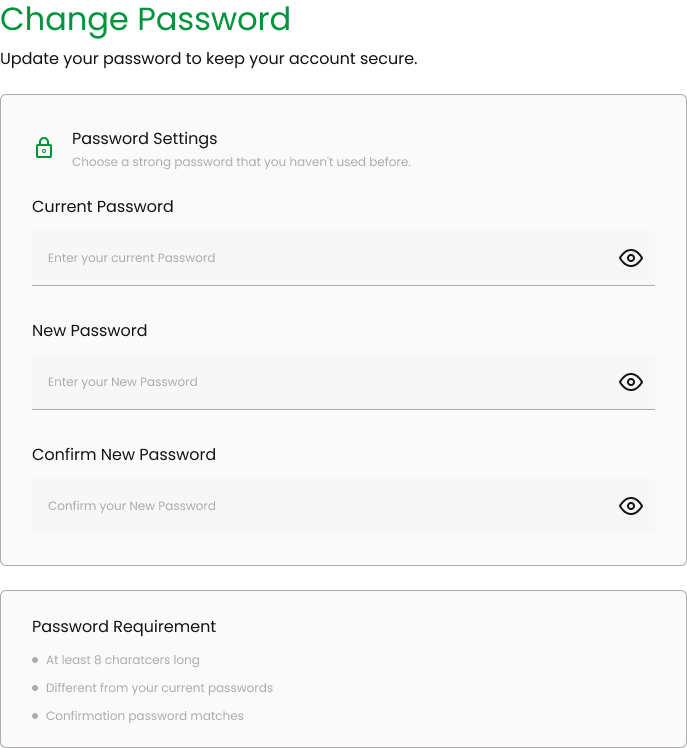 Change Password
Update your password to keep your account secure.
Password Settings
Choose a strong password that you haven't used before.
Current Password
Enter your current Password
New Password
Enter your New Password
Confirm New Password
Confirm your New Password
Password Requirement
At least 8 charatcers long
Different from your current passwords
Confirmation password matches